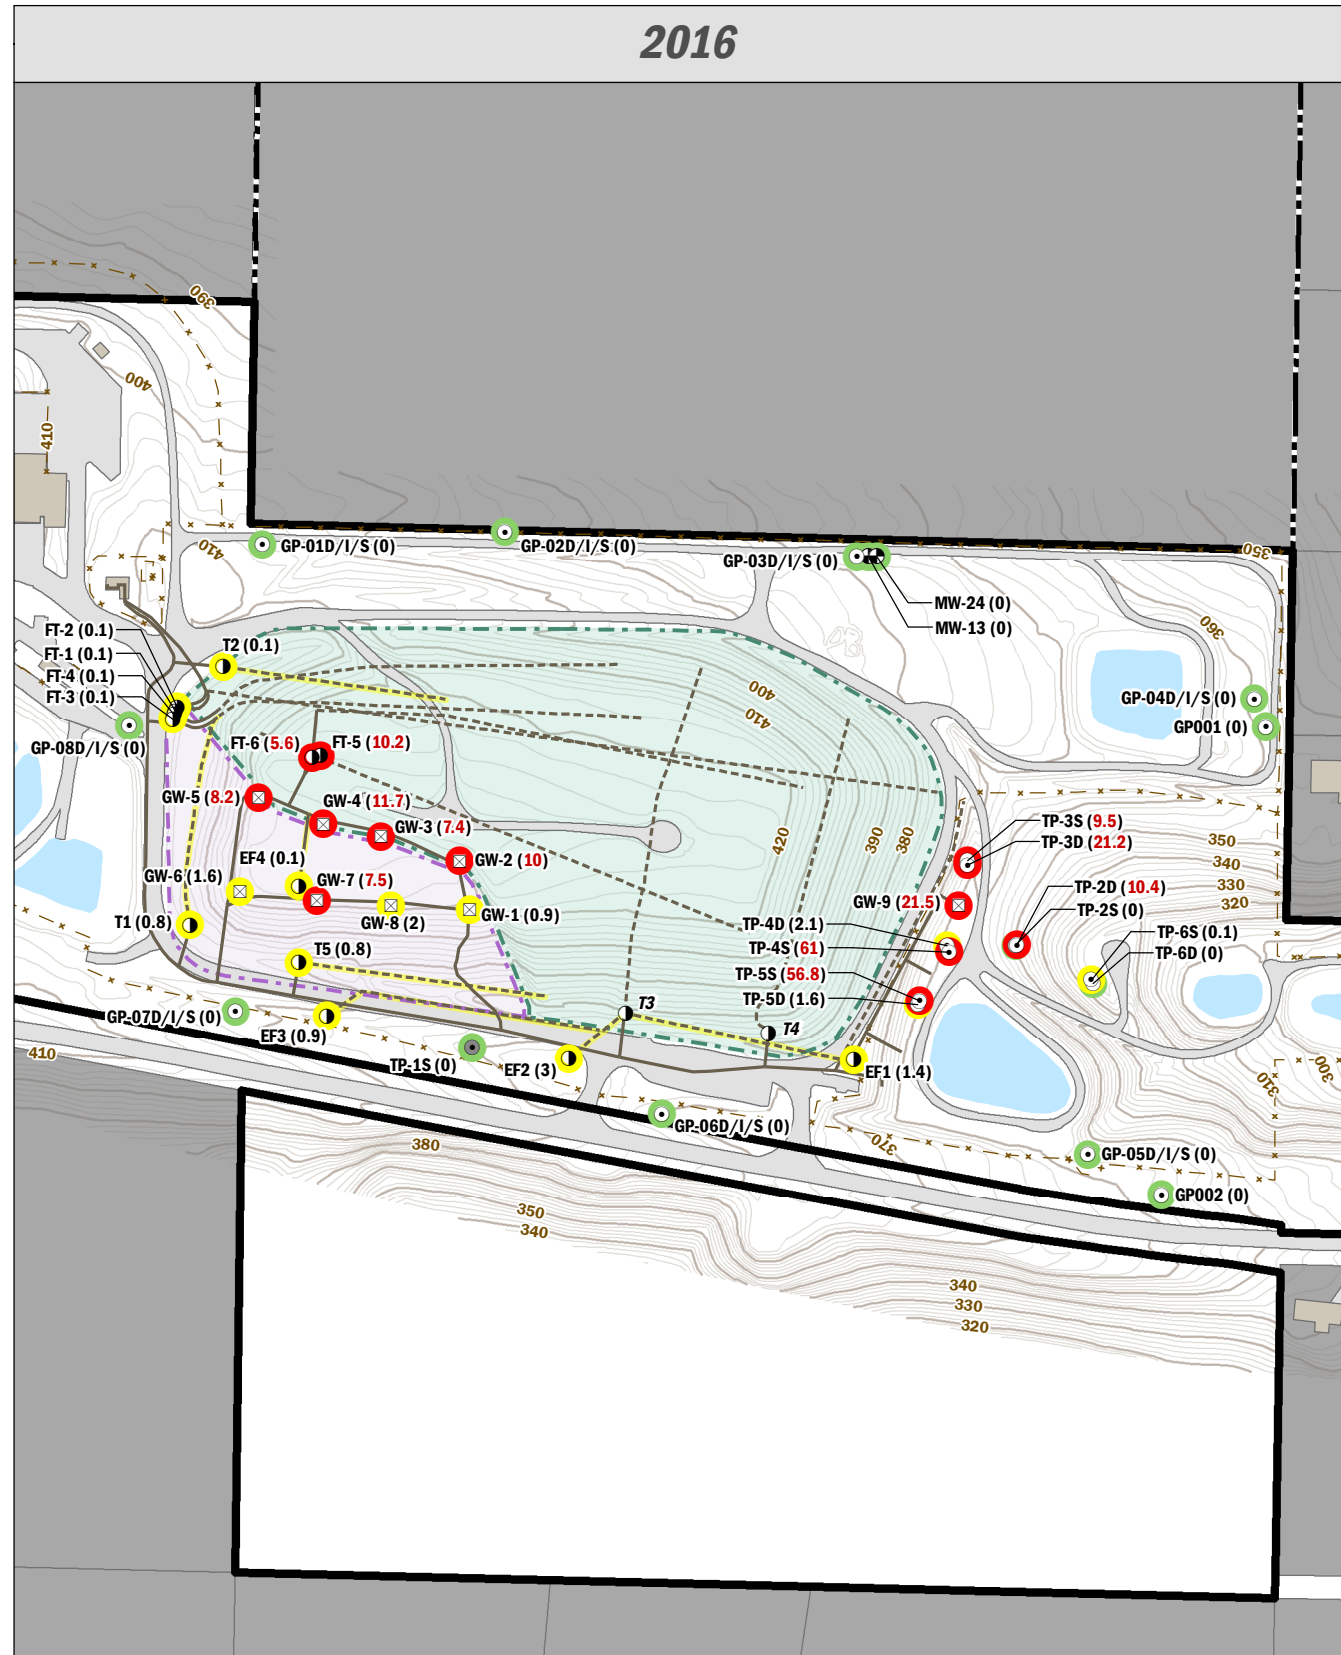 2016
390
400
410
410
350
GP-01D/I/S (0)
GP-02D/I/S (0)
GP-03D/I/S (0)
MW-24 (0)
MW-13 (0)
360
FT-2 (0.1)
FT-1 (0.1)
FT-4 (0.1)
FT-3 (0.1)
T2 (0.1)
GP-08D/I/S (0)
400
410
GP-04D/I/S (0)
GP001 (0)
FT-6 (5.6)
FT-5 (10.2)
GW-5 (8.2)
GW-4 (11.7)
GW-3 (7.4)
GW-2 (10)
420
390
380
TP-3S (9.5)
TP-3D (21.2)
350
340
330
320
EF4 (0.1)
GW-6 (1.6)
GW-7 (7.5)
GW-8 (2)
GW-1 (0.9)
GW-9 (21.5)
TP-2D (10.4)
TP-2S (0)
T1 (0.8)
TP-4D (2.1)
TP-4S (61)
TP-5S (56.8)
TP-5D (1.6)
TP-6S (0.1)
TP-6D (0)
T5 (0.8)
T3
T4
GP-07D/I/S (0)
EF3 (0.9)
TP-1S (0)
EF2 (3)
EF1 (1.4)
410
300
310
GP-06D/I/S (0)
380
370
GP-05D/I/S (0)
GP002 (0)
350
340
340
330
320